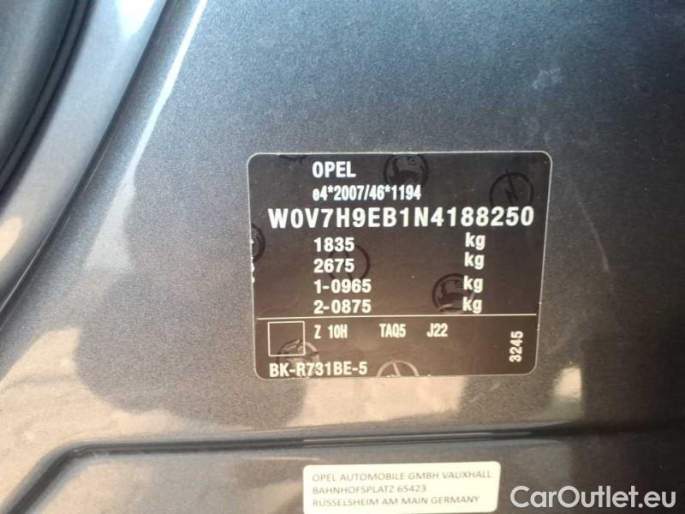 OPEL
e4*2007/46*1194
W0V7H9EB1N4188250
1835 kg
2675 kg
1-0965 kg
2-0875 kg
Z 10H TAQ5 J22
3245
BK-R731BE-5
OPEL AUTOMOBILE GMBH VAUXHALL
BAHNHOFSPLATZ 65423
RÜSSELSHEIM AM MAIN GERMANY
CarOutlet.eu